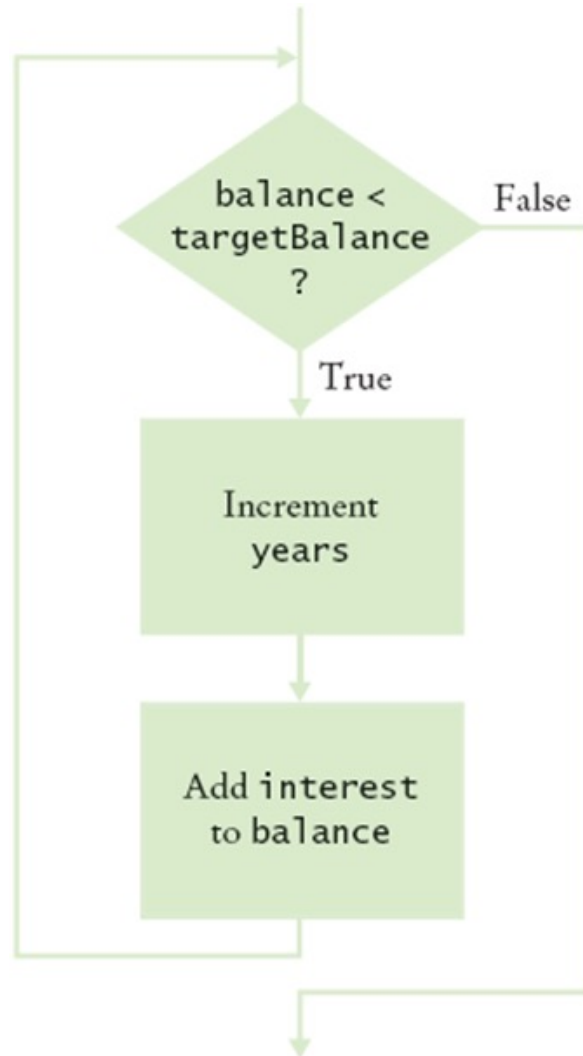 balance <
targetBalance
?
False
True
Increment
years
Add interest
to balance